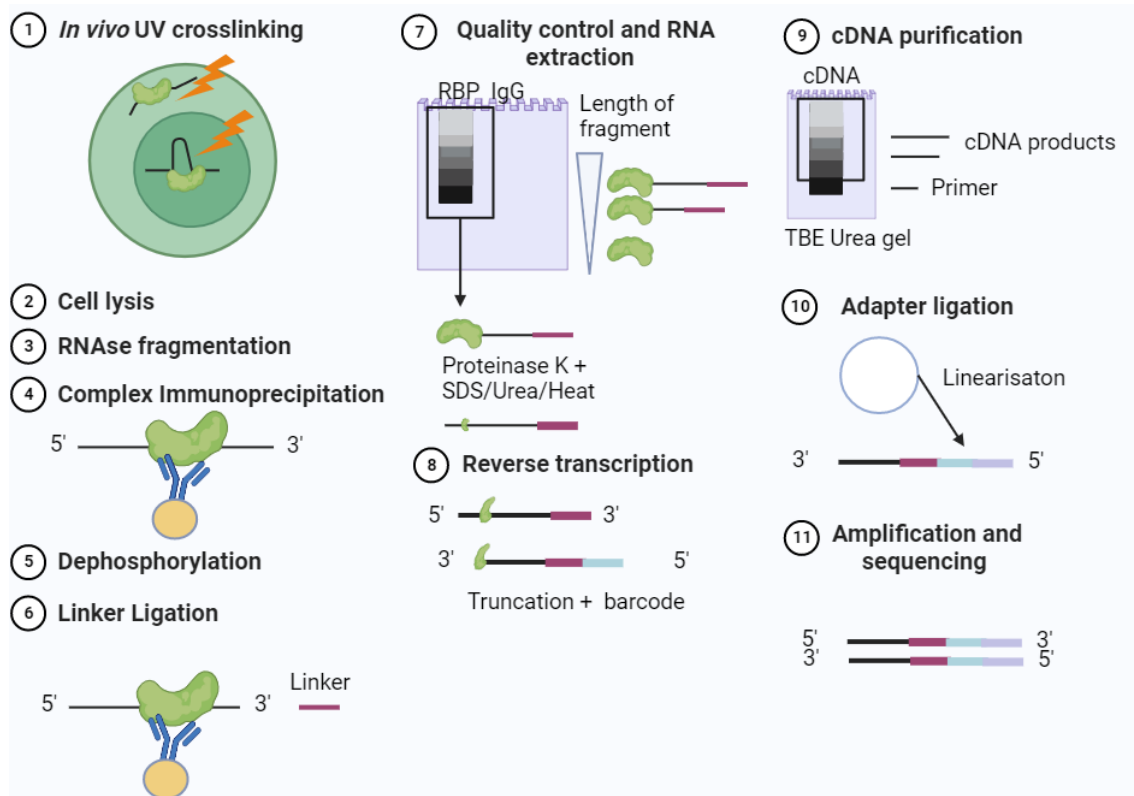 1 In vivo UV crosslinking
2 Cell lysis
3 RNAse fragmentation
4 Complex Immunoprecipitation
5' 3'
5 Dephosphorylation
6 Linker Ligation
Linker
5' 3'
7 Quality control and RNA
extraction
RBP IgG
Length of
fragment
Proteinase K +
SDS/Urea/Heat
8 Reverse transcription
5' 3'
3' 5'
Truncation + barcode
9 cDNA purification
cDNA
cDNA products
Primer
TBE Urea gel
10 Adapter ligation
Linearisaton
3' 5'
11 Amplification and
sequencing
5' 3'
3' 5'